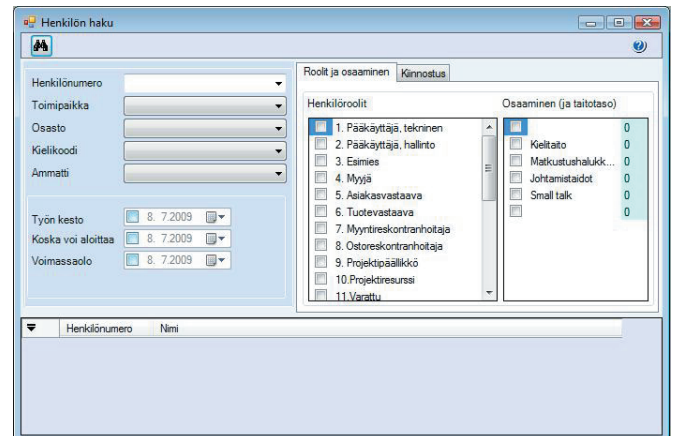 Henkilön haku
Henkilönumero
Toimipaikka
Osasto
Kielikoodi
Ammatti
Työn kesto 8. 7.2009
Koska voi aloittaa 8. 7.2009
Voimassaolo 8. 7.2009
Roolit ja osaaminen Kiinnostus
Henkilöroolit
1. Pääkäyttäjä, tekninen
2. Pääkäyttäjä, hallinto
3. Esimies
4. Myyjä
5. Asiakasvastaava
6. Tuotevastaava
7. Myyntireskontranhoitaja
8. Ostoreskontranhoitaja
9. Projektipäällikkö
10.Projektiresurssi
11.Varattu
Osaaminen (ja taitotaso)
0
Kielitaito 0
Matkustushalukk... 0
Johtamistaidot 0
Small talk 0
0
Henkilönumero Nimi